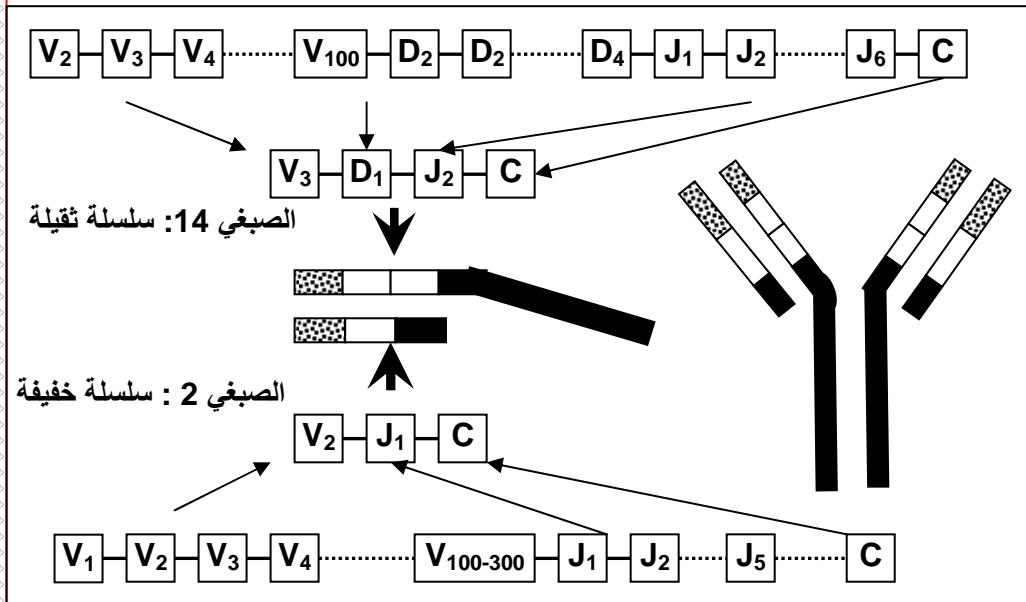 V₂ V₃ V₄ V₁₀₀ D₂ D₂ D₄ J₁ J₂ J₆ C
V₃ D₁ J₂ C
الصبغي 14: سلسلة ثقيلة
الصبغي 2 : سلسلة خفيفة
V₂ J₁ C
V₁ V₂ V₃ V₄ V₁₀₀₋₃₀₀ J₁ J₂ J₅ C